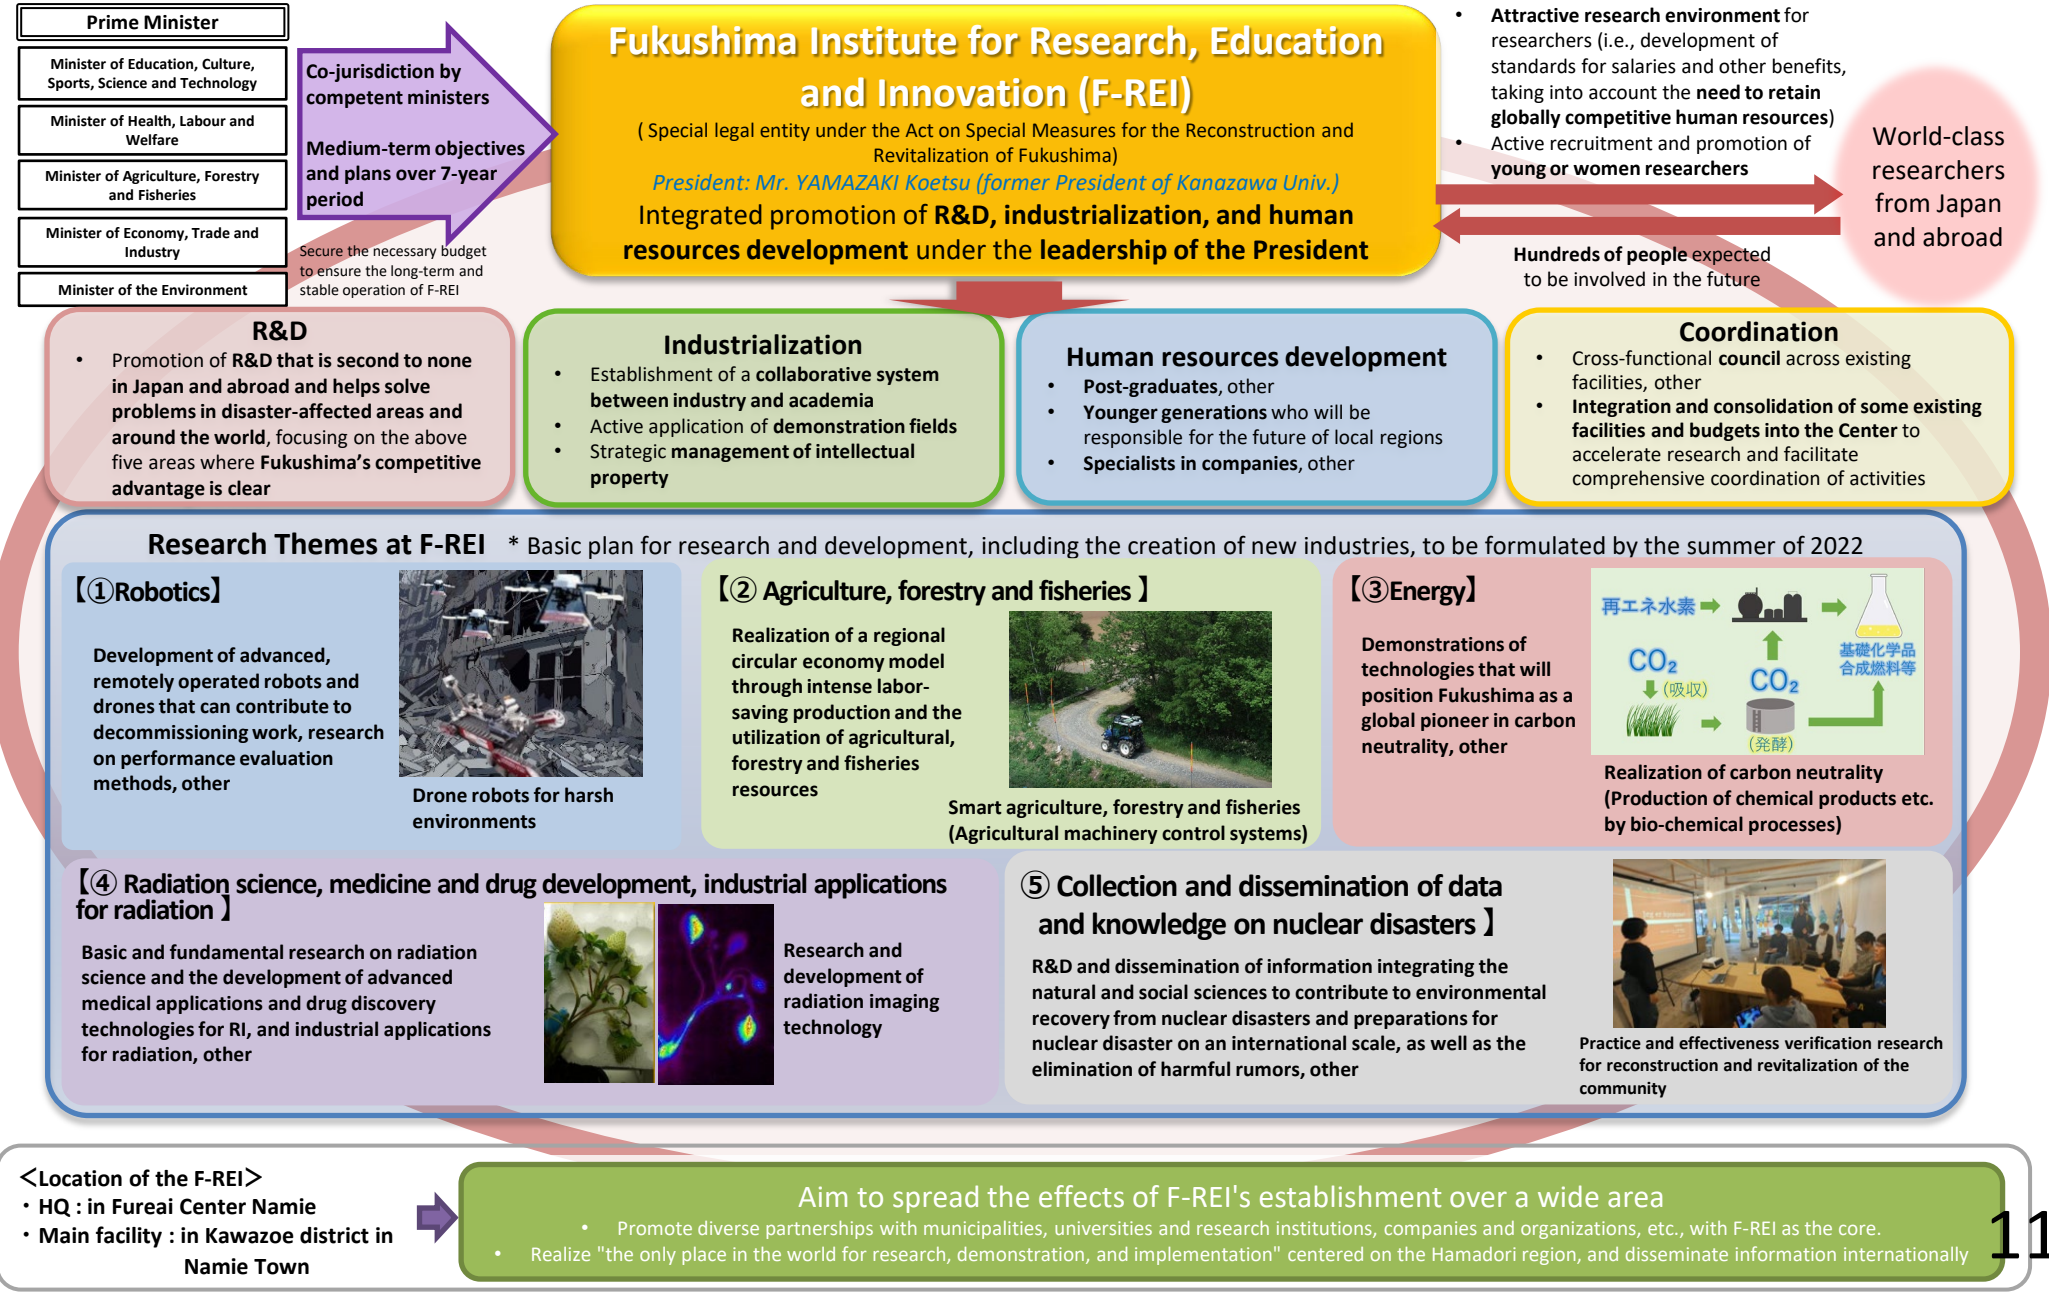 Prime Minister
Minister of Education, Culture,
Sports, Science and Technology
Minister of Health, Labour and
Welfare
Minister of Agriculture, Forestry
and Fisheries
Minister of Economy, Trade and
Industry
Minister of the Environment
Co-jurisdiction by
competent ministers
Medium-term objectives
and plans over 7-year
period
Secure the necessary budget
to ensure the long-term and
stable operation of F-REI
Fukushima Institute for Research, Education
and Innovation (F-REI)
( Special legal entity under the Act on Special Measures for the Reconstruction and
Revitalization of Fukushima)
President: Mr. YAMAZAKI Koetsu (former President of Kanazawa Univ.)
Integrated promotion of R&D, industrialization, and human
resources development under the leadership of the President
• Attractive research environment for
researchers (i.e., development of
standards for salaries and other benefits,
taking into account the need to retain
globally competitive human resources)
• Active recruitment and promotion of
young or women researchers
Hundreds of people expected
to be involved in the future
World-class
researchers
from Japan
and abroad
R&D
• Promotion of R&D that is second to none
in Japan and abroad and helps solve
problems in disaster-affected areas and
around the world, focusing on the above
five areas where Fukushima's competitive
advantage is clear
Industrialization
• Establishment of a collaborative system
between industry and academia
• Active application of demonstration fields
• Strategic management of intellectual
property
Human resources development
• Post-graduates, other
• Younger generations who will be
responsible for the future of local regions
• Specialists in companies, other
Coordination
• Cross-functional council across existing
facilities, other
• Integration and consolidation of some existing
facilities and budgets into the Center to
accelerate research and facilitate
comprehensive coordination of activities
Research Themes at F-REI * Basic plan for research and development, including the creation of new industries, to be formulated by the summer of 2022
【①Robotics】
Development of advanced,
remotely operated robots and
drones that can contribute to
decommissioning work, research
on performance evaluation
methods, other
Drone robots for harsh
environments
【② Agriculture, forestry and fisheries 】
Realization of a regional
circular economy model
through intense labor-
saving production and the
utilization of agricultural,
forestry and fisheries
resources
Smart agriculture, forestry and fisheries
(Agricultural machinery control systems)
【③Energy】
Demonstrations of
technologies that will
position Fukushima as a
global pioneer in carbon
neutrality, other
再エネ水素
CO₂
(吸収)
CO₂
(発酵)
基礎化学品
合成燃料等
Realization of carbon neutrality
(Production of chemical products etc.
by bio-chemical processes)
【④ Radiation science, medicine and drug development, industrial applications
for radiation 】
Basic and fundamental research on radiation
science and the development of advanced
medical applications and drug discovery
technologies for RI, and industrial applications
for radiation, other
Research and
development of
radiation imaging
technology
⑤ Collection and dissemination of data
and knowledge on nuclear disasters 】
R&D and dissemination of information integrating the
natural and social sciences to contribute to environmental
recovery from nuclear disasters and preparations for
nuclear disaster on an international scale, as well as the
elimination of harmful rumors, other
Practice and effectiveness verification research
for reconstruction and revitalization of the
community
＜Location of the F-REI＞
・HQ : in Fureai Center Namie
・Main facility : in Kawazoe district in
Namie Town
Aim to spread the effects of F-REI's establishment over a wide area
• Promote diverse partnerships with municipalities, universities and research institutions, companies and organizations, etc., with F-REI as the core.
• Realize "the only place in the world for research, demonstration, and implementation" centered on the Hamadori region, and disseminate information internationally
11